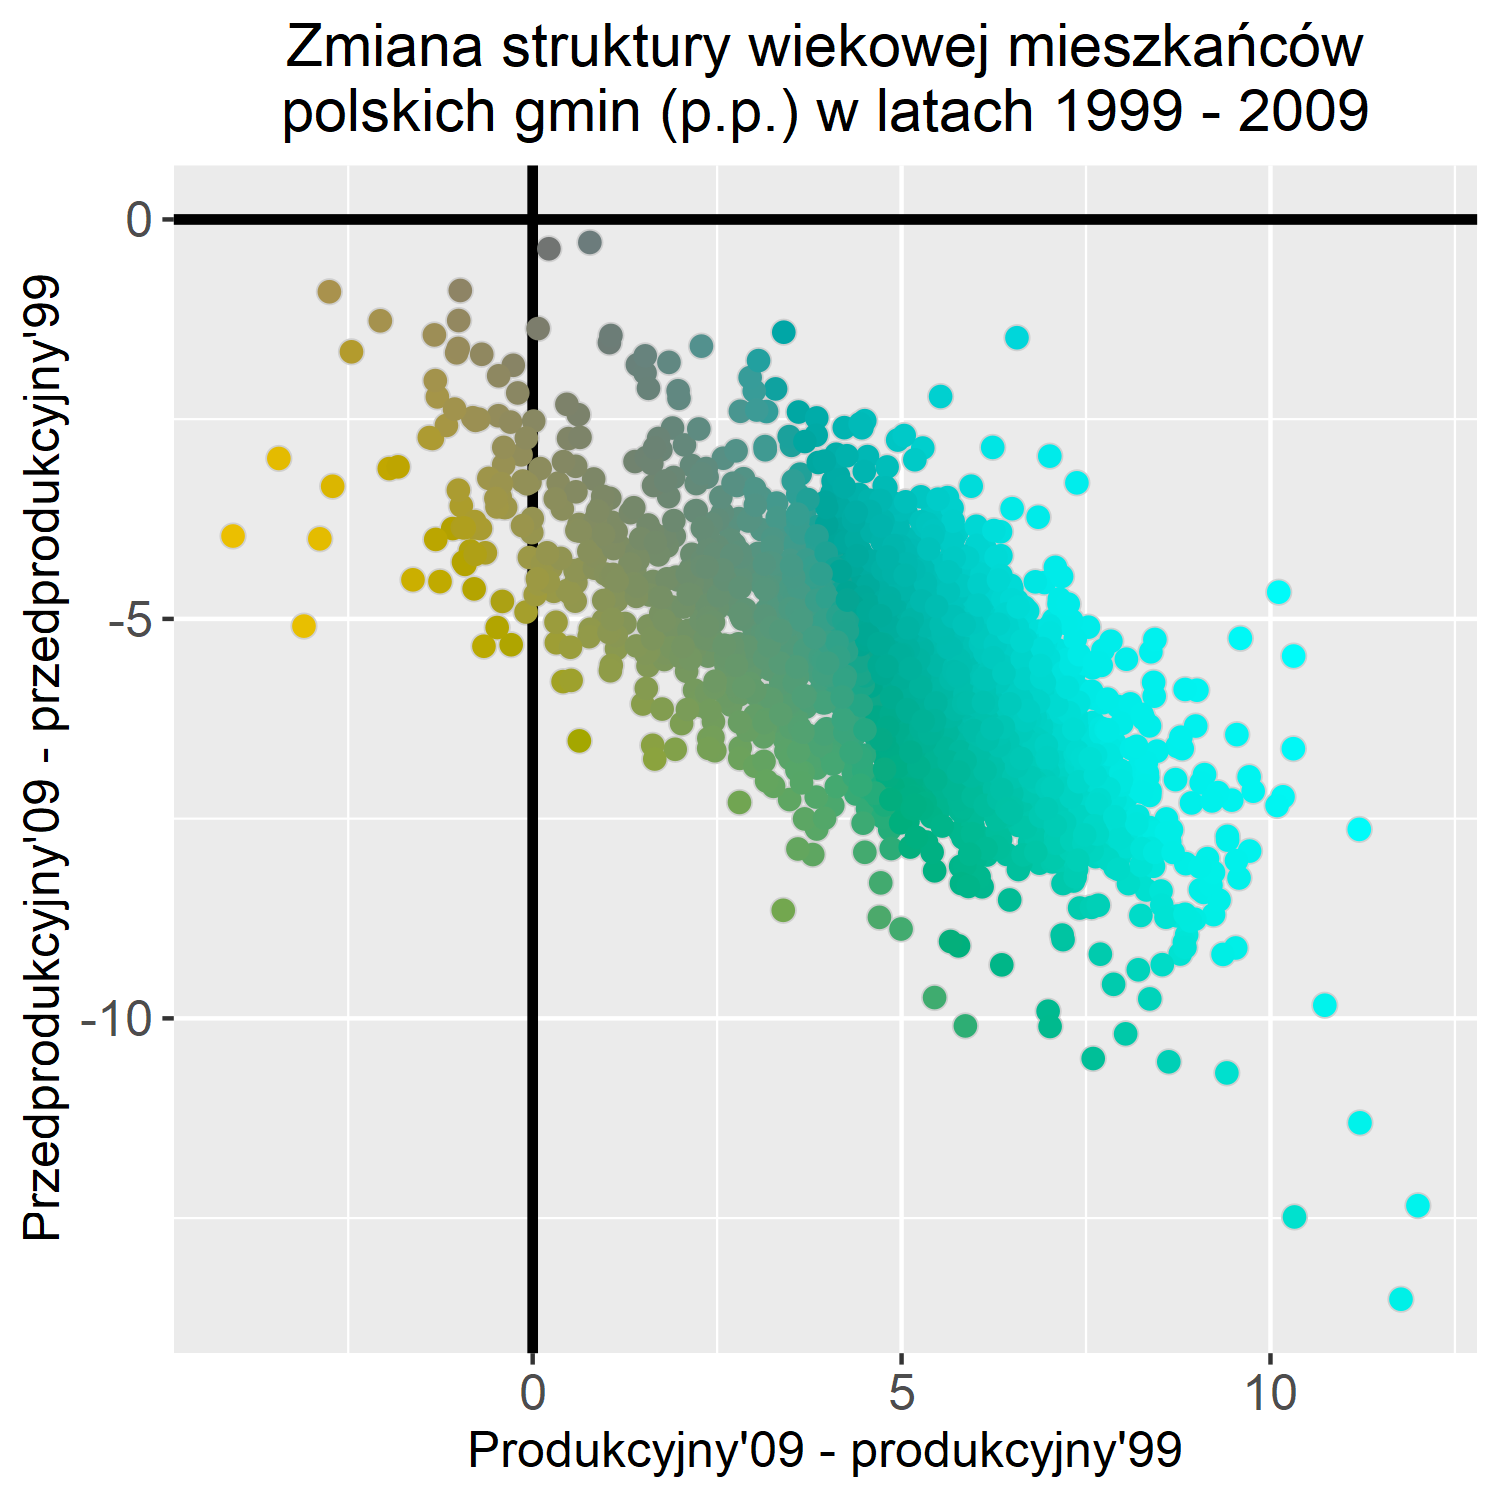 Zmiana struktury wiekowej mieszkańców
polskich gmin (p.p.) w latach 1999 - 2009
Przedprodukcyjny'09 - przedprodukcyjny'99
0
-5
-10
0
5
10
Produkcyjny'09 - produkcyjny'99